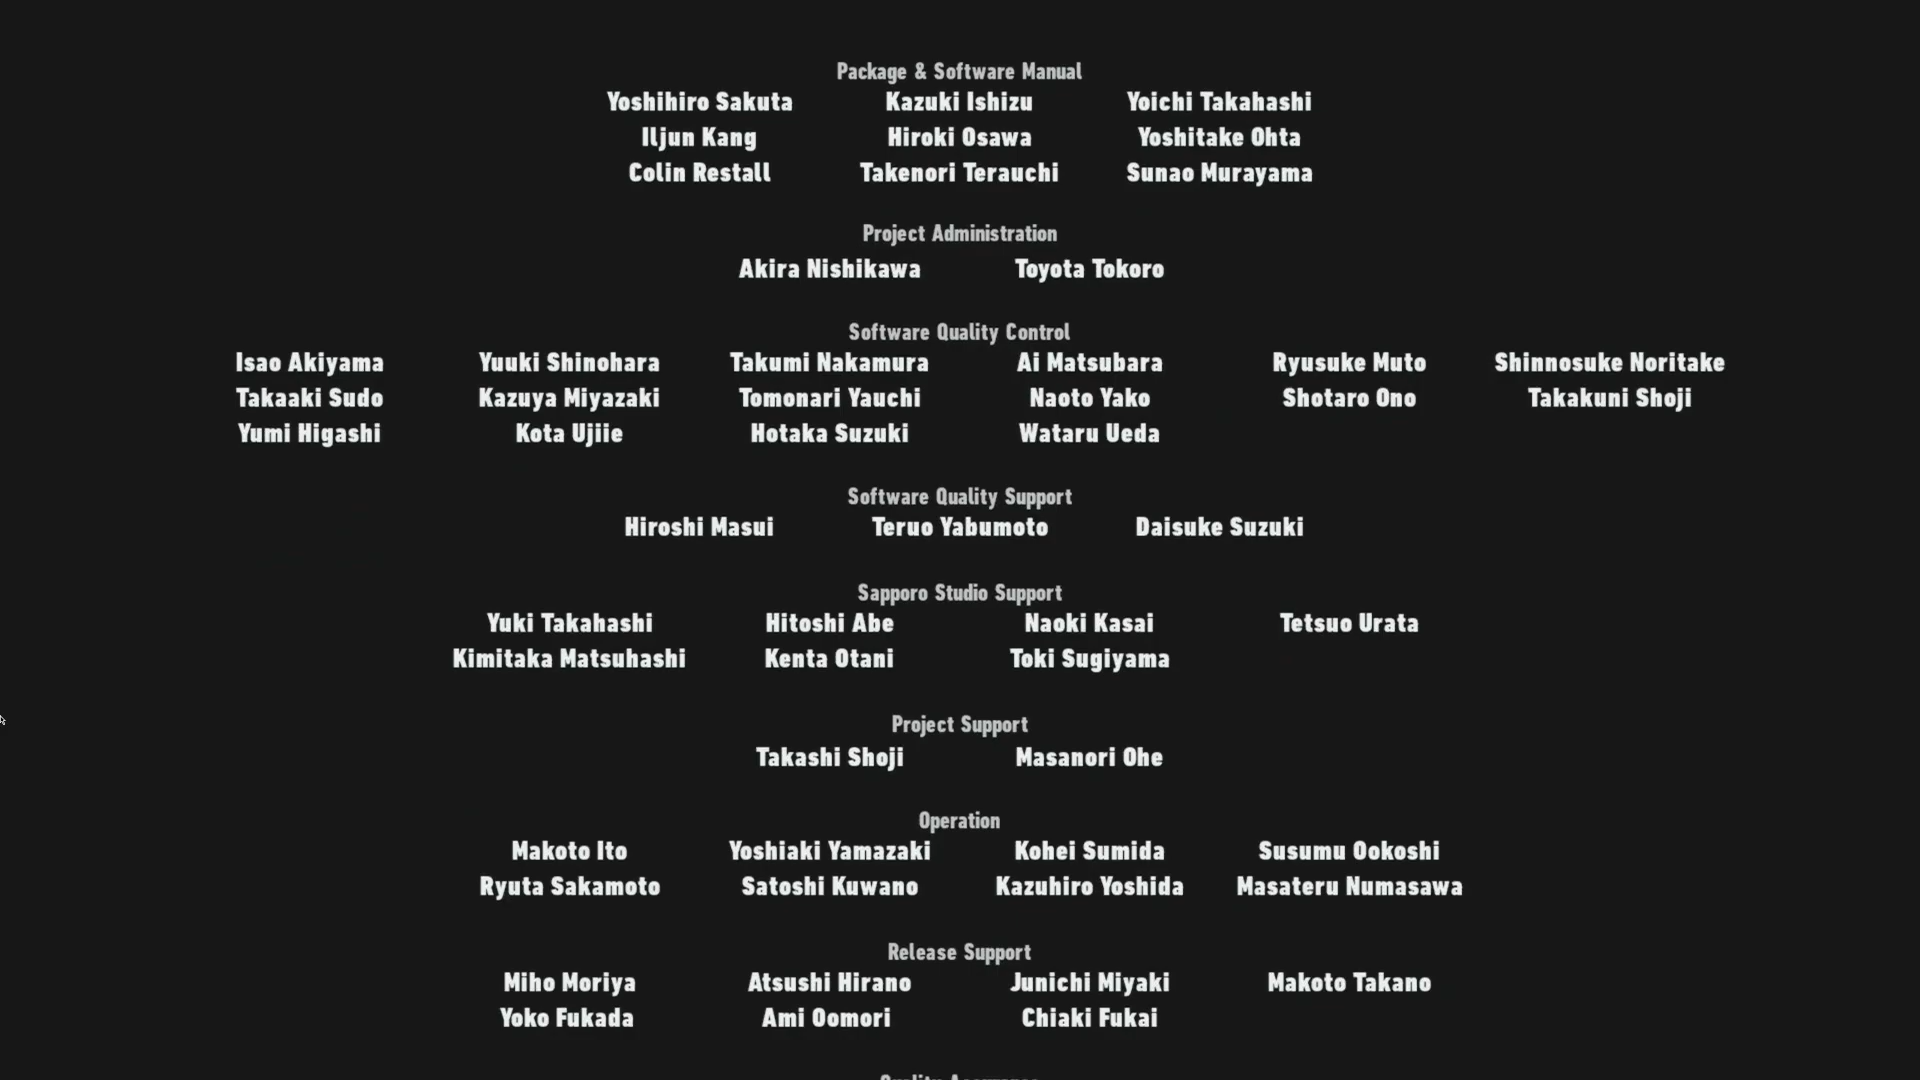 Package & Software Manual
Yoshihiro Sakuta Kazuki Ishizu Yoichi Takahashi
Iljun Kang Hiroki Osawa Yoshitake Ohta
Colin Restall Takenori Terauchi Sunao Murayama
Project Administration
Akira Nishikawa Toyota Tokoro
Software Quality Control
Isao Akiyama Yuuki Shinohara Takumi Nakamura Ai Matsubara Ryusuke Muto Shinnosuke Noritake
Takaaki Sudo Kazuya Miyazaki Tomonari Yauchi Naoto Yako Shotaro Ono Takakuni Shoji
Yumi Higashi Kota Ujiie Hotaka Suzuki Wataru Ueda
Software Quality Support
Hiroshi Masui Teruo Yabumoto Daisuke Suzuki
Sapporo Studio Support
Yuki Takahashi Hitoshi Abe Naoki Kasai Tetsuo Urata
Kimitaka Matsuhashi Kenta Otani Toki Sugiyama
Project Support
Takashi Shoji Masanori Ohe
Operation
Makoto Ito Yoshiaki Yamazaki Kohei Sumida Susumu Ookoshi
Ryuta Sakamoto Satoshi Kuwano Kazuhiro Yoshida Masateru Numasawa
Release Support
Miho Moriya Atsushi Hirano Junichi Miyaki Makoto Takano
Yoko Fukada Ami Oomori Chiaki Fukai